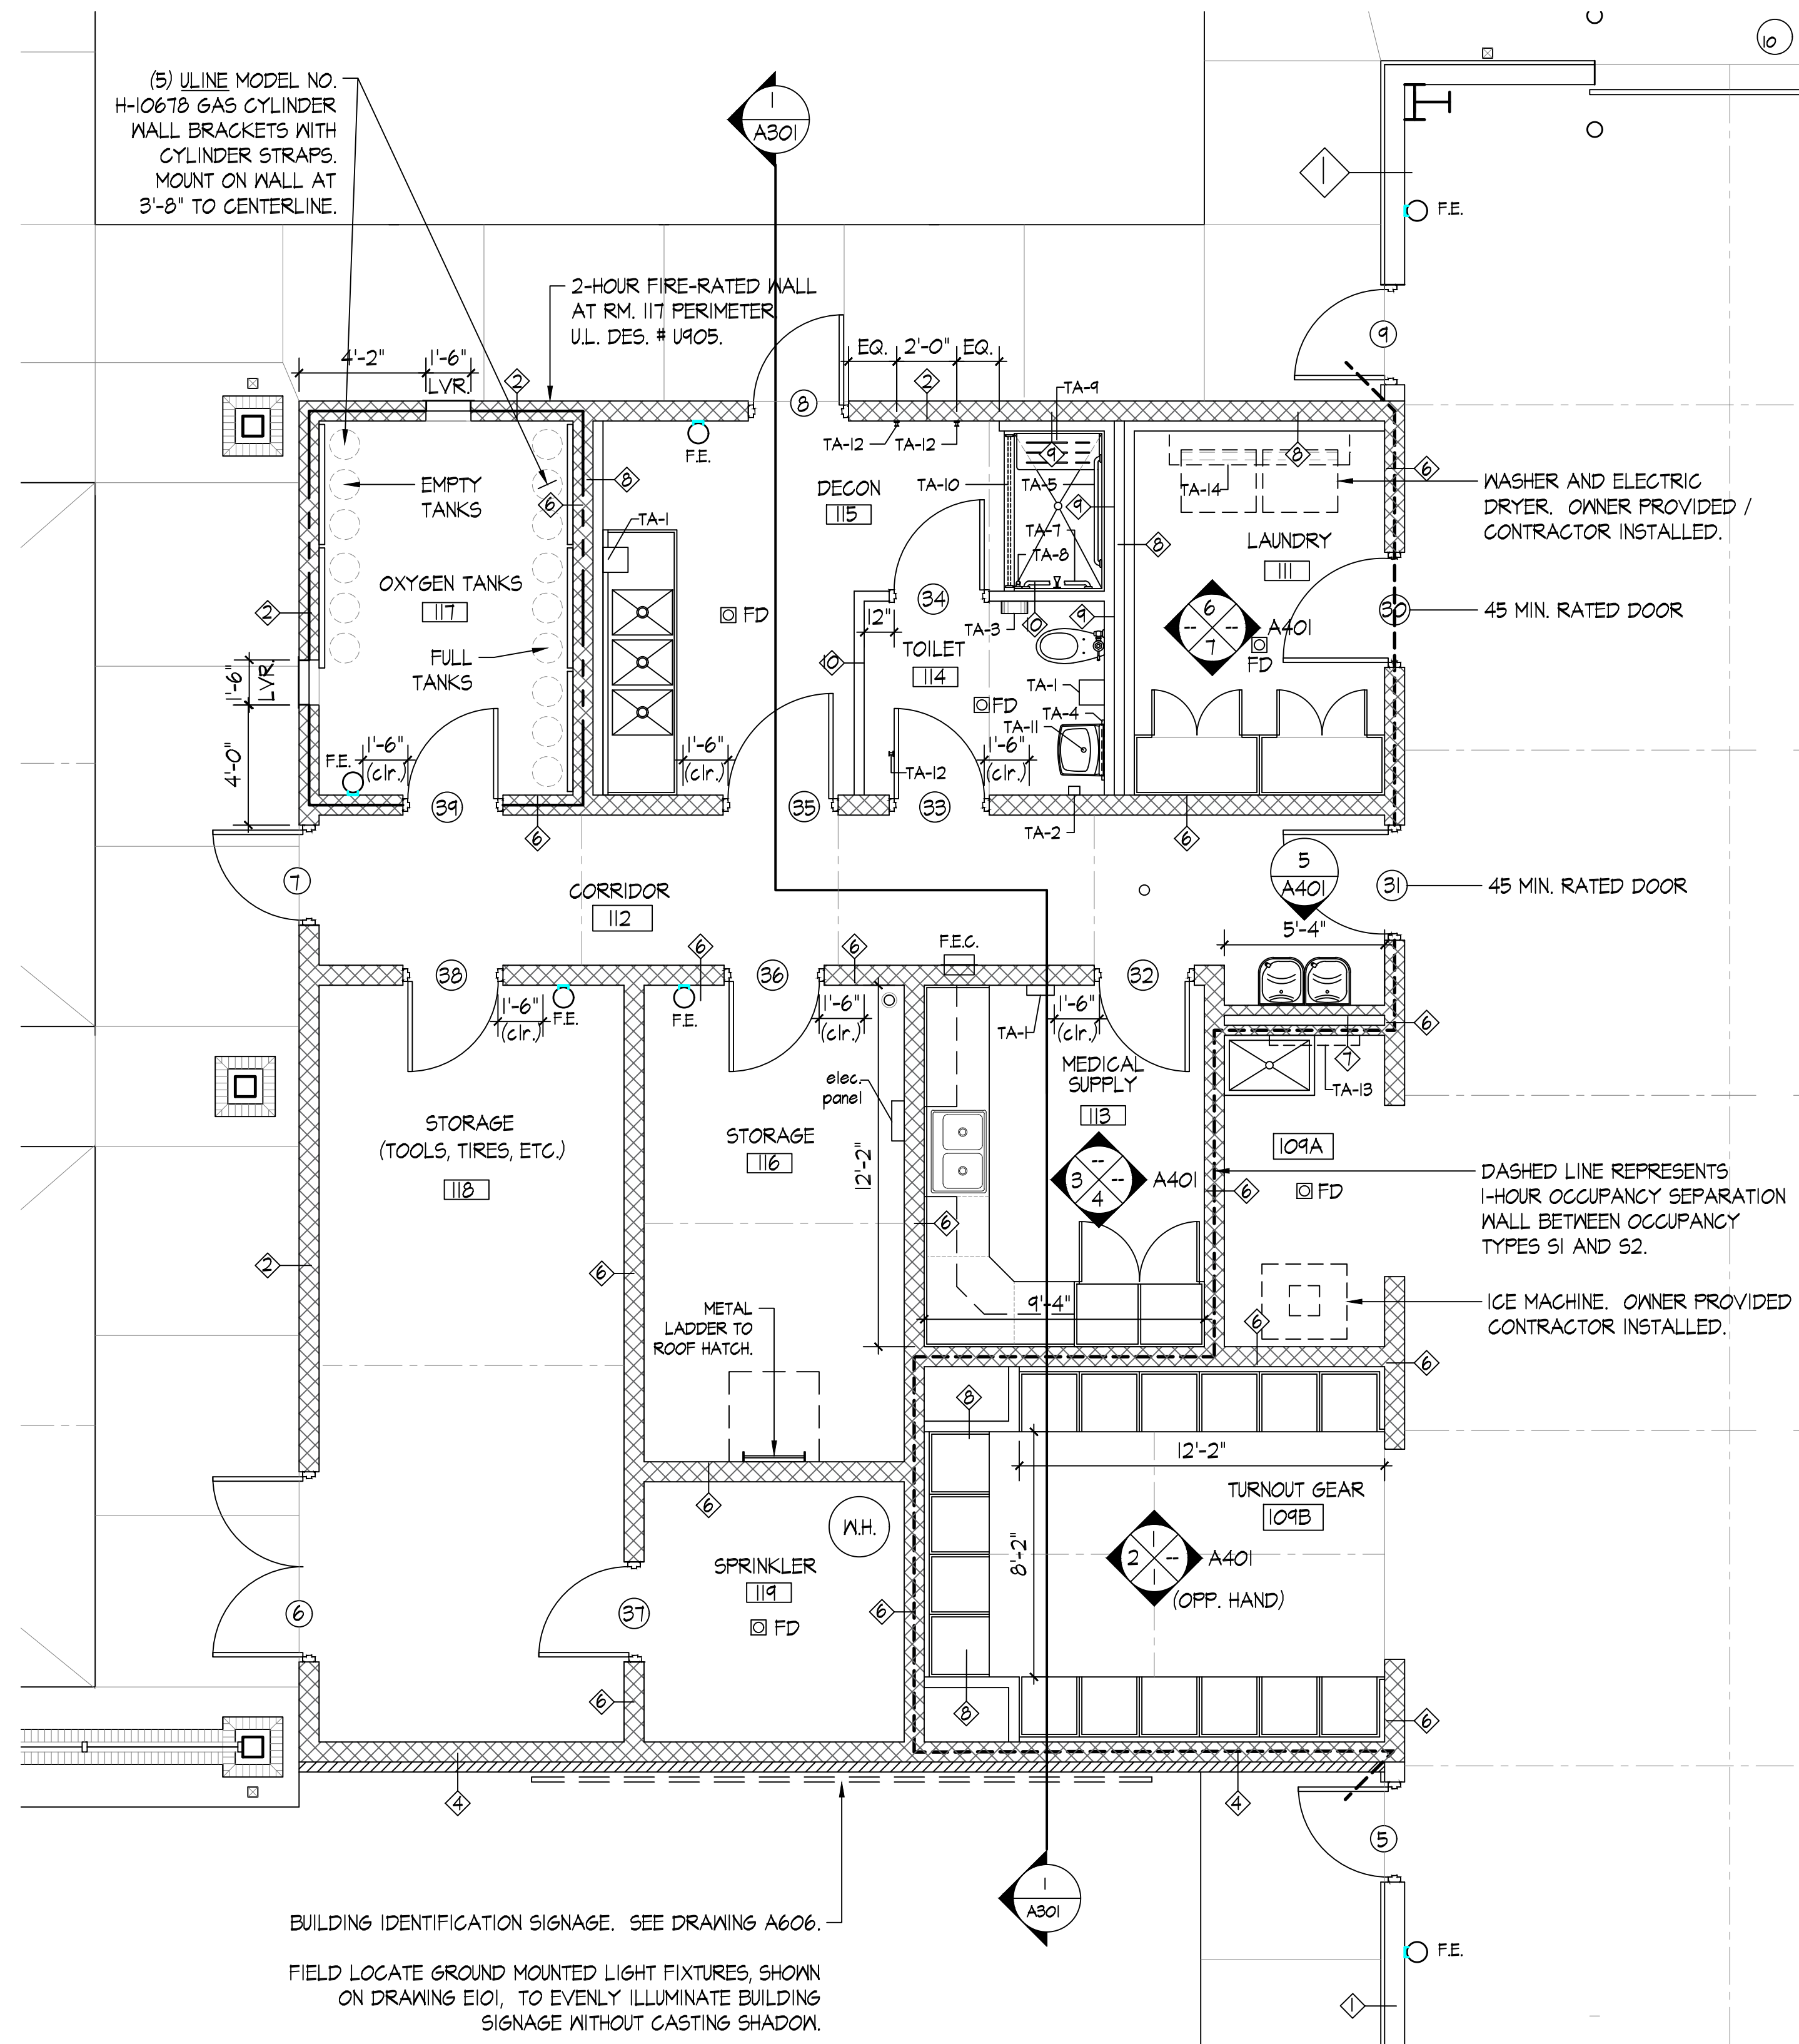 10
(5) ULINE MODEL NO.
H-10678 GAS CYLINDER
WALL BRACKETS WITH
CYLINDER STRAPS.
MOUNT ON WALL AT
3'-8" TO CENTERLINE.
1
A301
1
F.E.
2-HOUR FIRE-RATED WALL
AT RM. 117 PERIMETER.
U.L. DES. # U905.
9
4'-2"
1'-6"
LVR.
2
EQ.
2'-0"
EQ.
2
TA-9
8
F.E.
TA-12
TA-12
9
8
6
EMPTY
TANKS
8
6
DECON
115
TA-10
TA-5
9
TA-14
WASHER AND ELECTRIC
DRYER. OWNER PROVIDED /
CONTRACTOR INSTALLED.
TA-1
TA-7
TA-8
8
LAUNDRY
111
OXYGEN TANKS
117
2
FD
34
12"
TA-3
10
9
TOILET
114
6
--
--
7
A401
FD
30
45 MIN. RATED DOOR
FULL
TANKS
10
1'-6"
LVR.
TA-1
FD
TA-4
TA-11
4'-0"
F.E.
1'-6"
(clr.)
1'-6"
(clr.)
TA-12
1'-6"
(clr.)
39
35
33
6
TA-2
6
7
CORRIDOR
112
5
A401
31
45 MIN. RATED DOOR
5'-4"
38
6
36
6
F.E.C.
32
1'-6"
(clr.)
F.E.
F.E.
1'-6"
(clr.)
TA-1
1'-6"
(clr.)
6
7
TA-13
elec.
panel
MEDICAL
SUPPLY
113
STORAGE
(TOOLS, TIRES, ETC.)
118
STORAGE
116
12'-2"
109A
FD
3
--
--
4
A401
6
DASHED LINE REPRESENTS
1-HOUR OCCUPANCY SEPARATION
WALL BETWEEN OCCUPANCY
TYPES S1 AND S2.
6
2
6
METAL
LADDER TO
ROOF HATCH.
9'-4"
6
ICE MACHINE. OWNER PROVIDED
CONTRACTOR INSTALLED.
6
8
12'-2"
TURNOUT GEAR
109B
6
W.H.
8'-2"
SPRINKLER
119
FD
2
1
--
1
A401
(OPP. HAND)
6
37
6
6
8
6
4
4
5
1
A301
BUILDING IDENTIFICATION SIGNAGE. SEE DRAWING A606.
F.E.
FIELD LOCATE GROUND MOUNTED LIGHT FIXTURES, SHOWN
ON DRAWING E101, TO EVENLY ILLUMINATE BUILDING
SIGNAGE WITHOUT CASTING SHADOW.
1